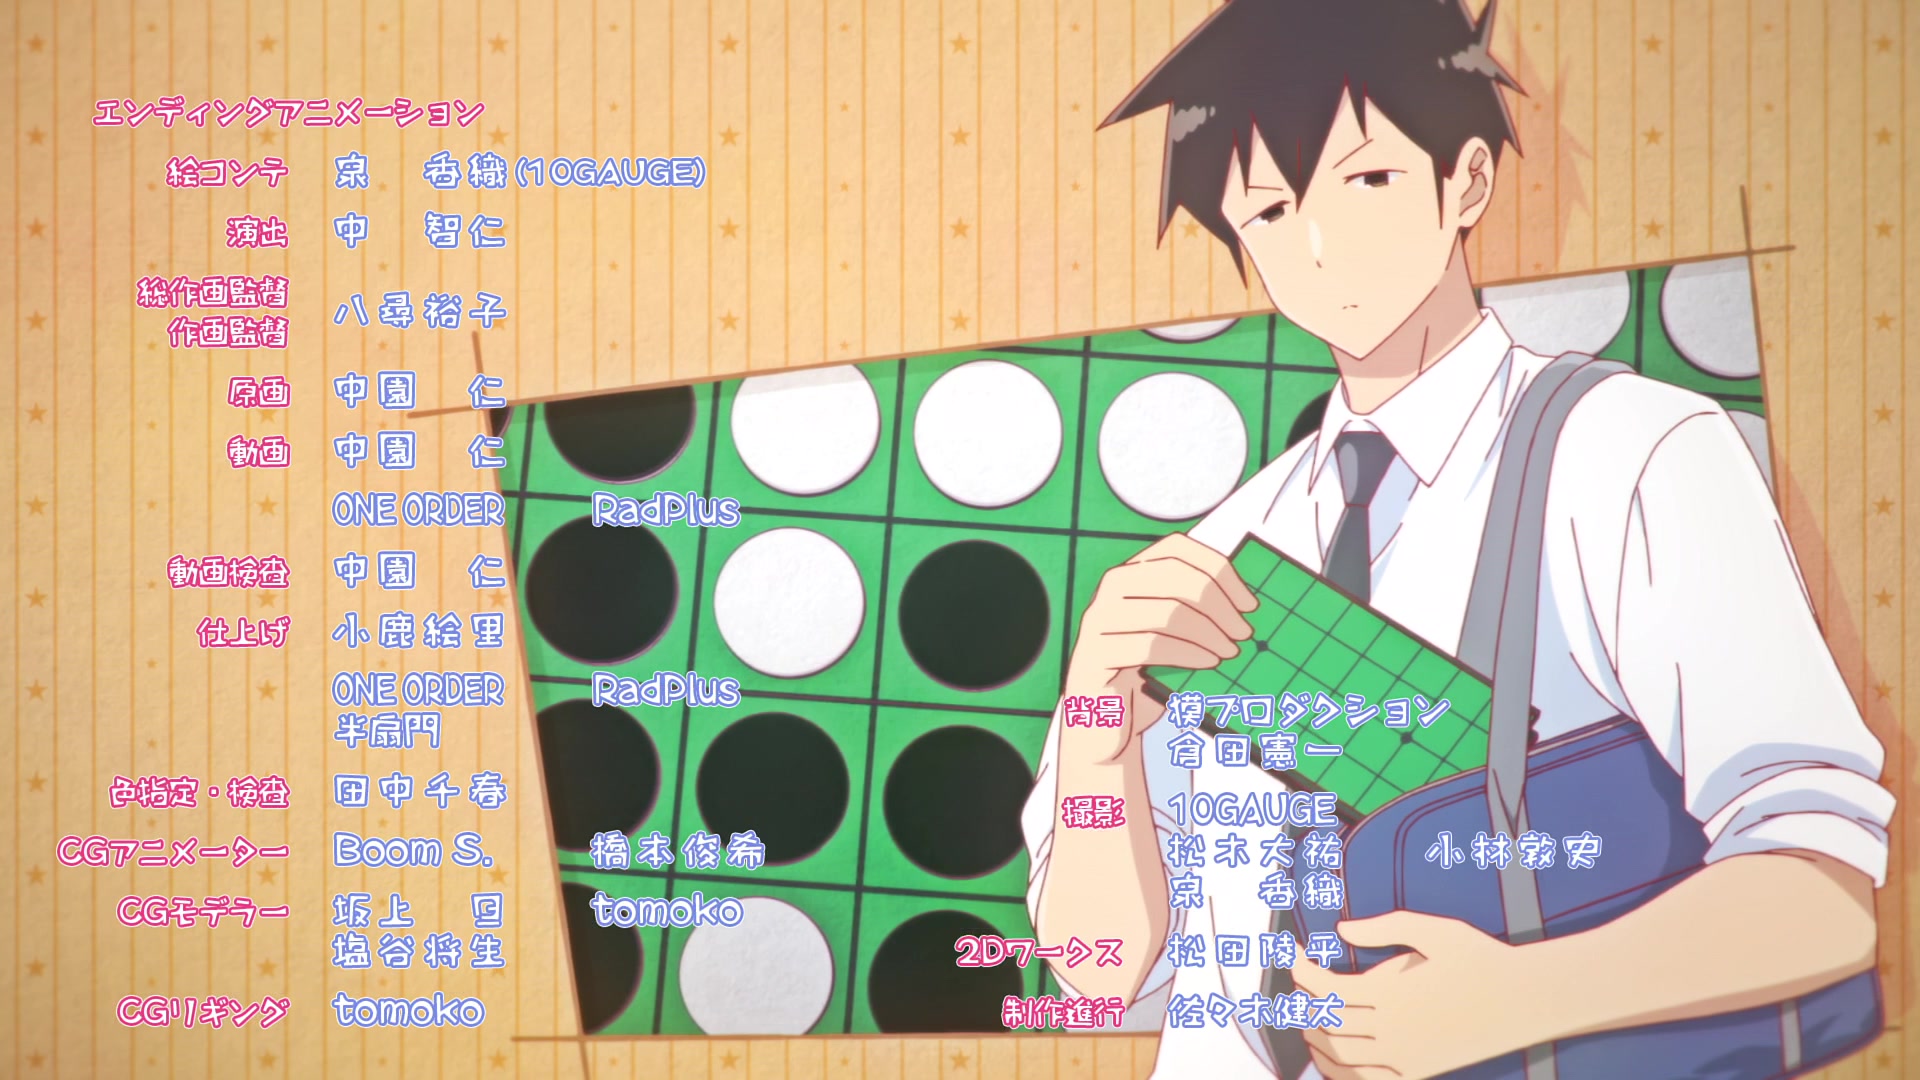 エンディングアニメーション
絵コンテ 泉 香織(10GAUGE)
演出 中 智仁
総作画監督
作画監督 八尋裕子
原画 中園 仁
動画 中園 仁
ONE ORDER RadPlus
動画検査 中園 仁
仕上げ 小鹿絵里
ONE ORDER RadPlus
半扇門
色指定・検査 田中千春
CGアニメーター Boom S. 橋本俊希
CGモデラー 坂上 旦 tomoko
塩谷将生
CGリギング tomoko
背景 獏プロダクション
倉田憲一
撮影 10GAUGE
松木大祐 小林敦史
泉 香織
2Dワークス 松田陵平
制作進行 佐々木健太